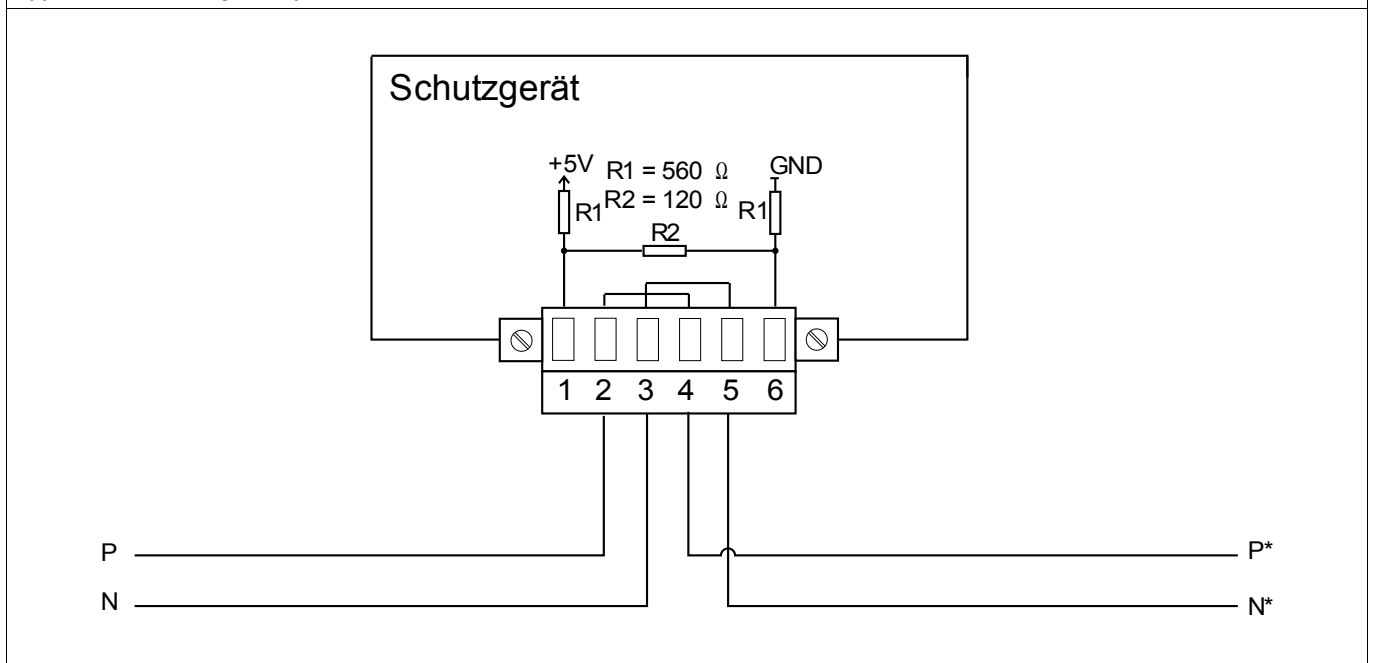 Schutzgerät
+5V R1 = 560 Ω GND
R2 = 120 Ω
R1 R1
R2
1 2 3 4 5 6
P P*
N N*